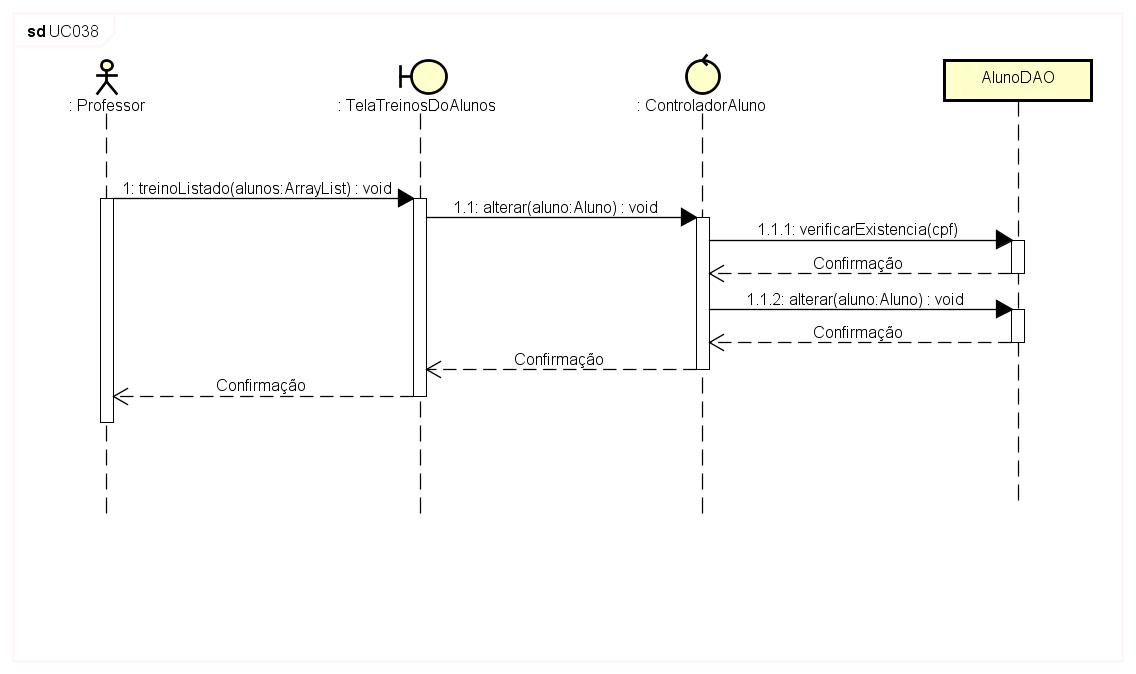 sd UC038
: Professor
: TelaTreinosDoAlunos
: ControladorAluno
AlunoDAO
1: treinoListado(alunos:ArrayList) : void
1.1: alterar(aluno:Aluno) : void
1.1.1: verificarExistencia(cpf)
Confirmação
1.1.2: alterar(aluno:Aluno) : void
Confirmação
Confirmação
Confirmação